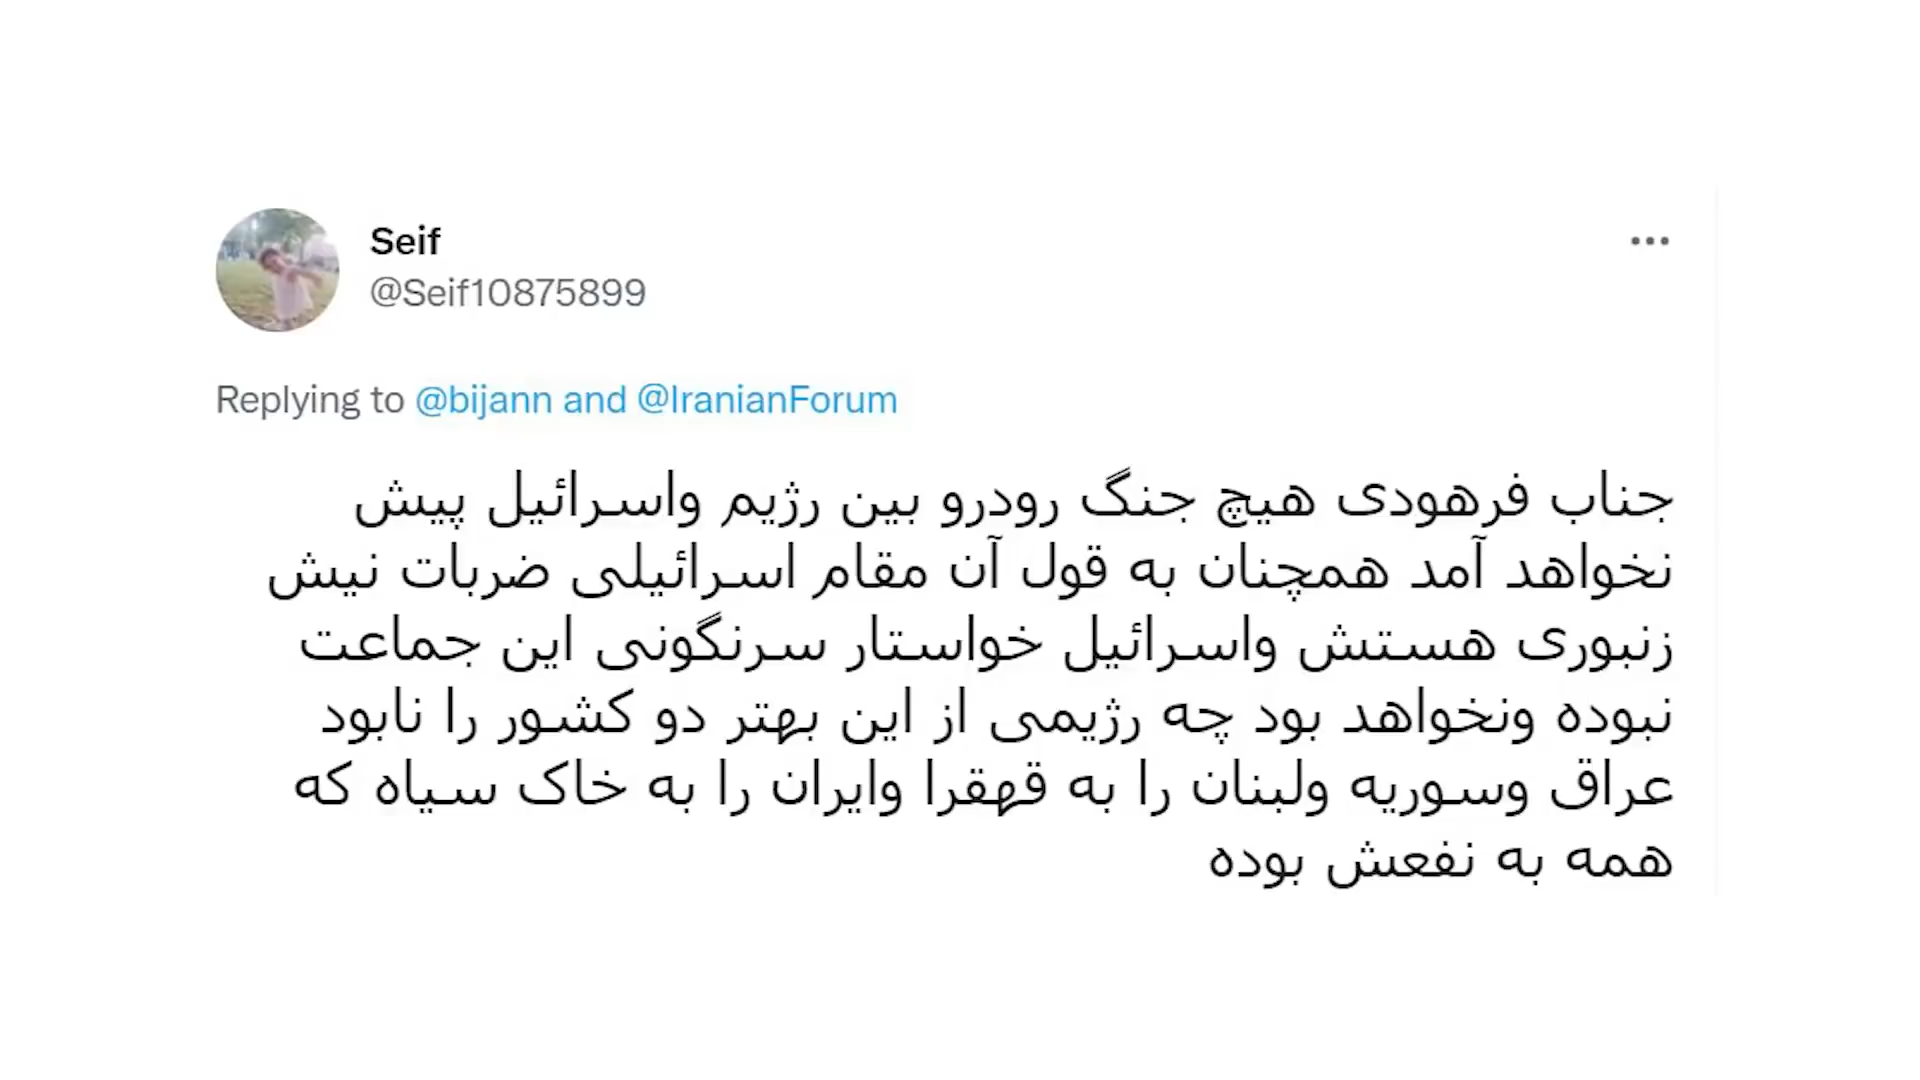 Seif
@Seif10875899
Replying to @bijann and @IranianForum
جناب فرهودی هیچ جنگ رودرو بین رژیم واسرائیل پیش
نخواهد آمد همچنان به قول آن مقام اسرائیلی ضربات نیش
زنبوری هستش واسرائیل خواستار سرنگونی این جماعت
نبوده ونخواهد بود چه رژیمی از این بهتر دو کشور را نابود
عراق وسوریه ولبنان را به قهقرا وایران را به خاک سیاه که
همه به نفعش بوده